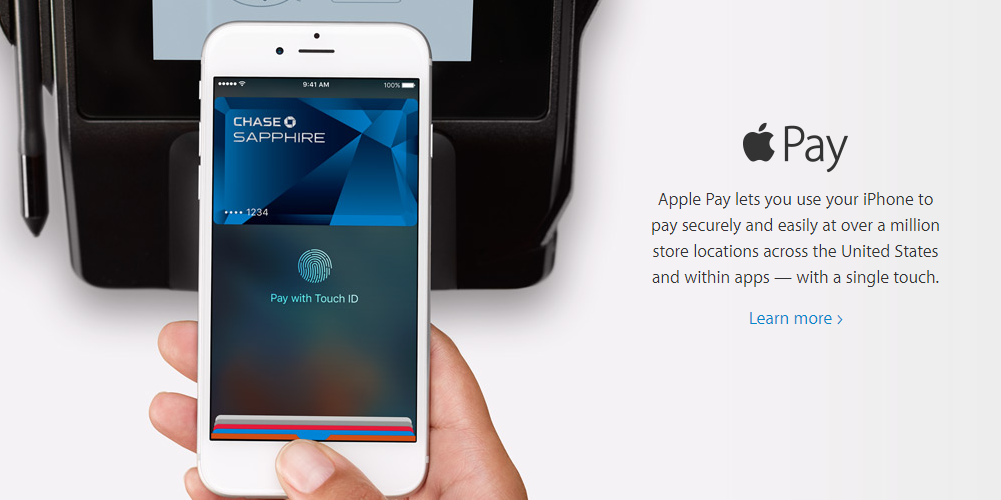 ●●●●● 9:41 AM 100%
CHASE
SAPPHIRE
•••• 1234
Pay with Touch ID
Pay
Apple Pay lets you use your iPhone to
pay securely and easily at over a million
store locations across the United States
and within apps — with a single touch.
Learn more >